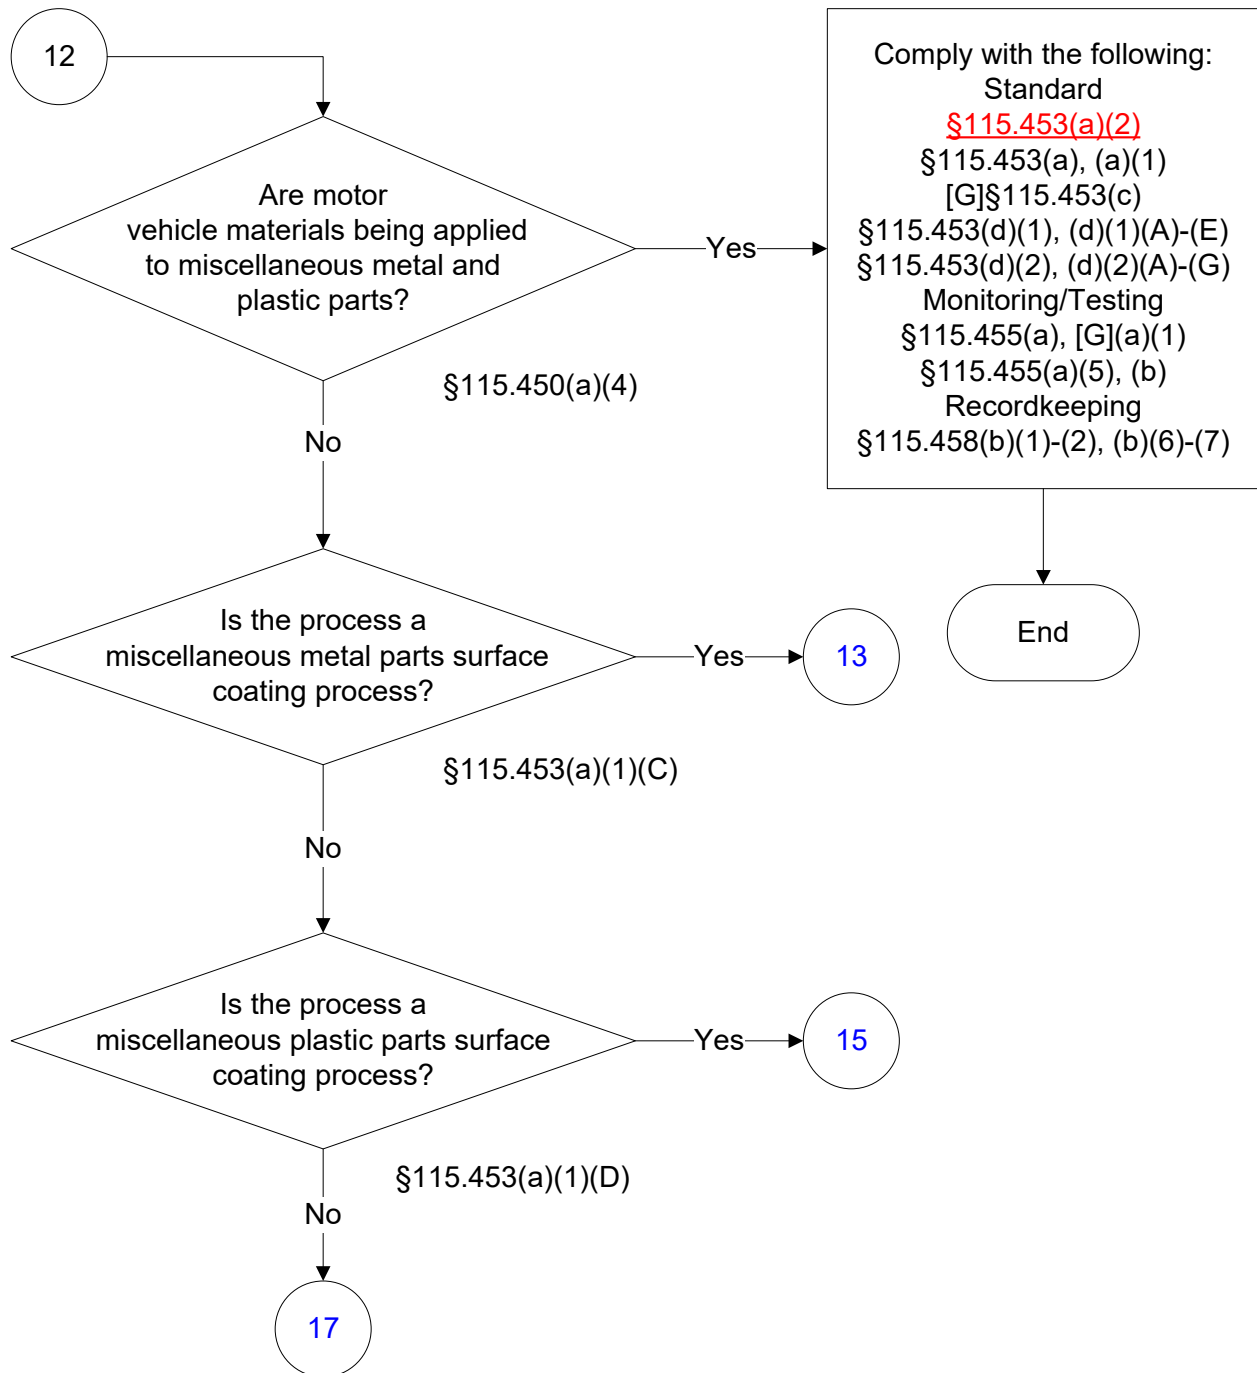 12
Are motor
vehicle materials being applied
to miscellaneous metal and
plastic parts?
Yes
Comply with the following:
Standard
§115.453(a)(2)
§115.453(a), (a)(1)
[G]§115.453(c)
§115.453(d)(1), (d)(1)(A)-(E)
§115.453(d)(2), (d)(2)(A)-(G)
Monitoring/Testing
§115.455(a), [G](a)(1)
§115.455(a)(5), (b)
Recordkeeping
§115.458(b)(1)-(2), (b)(6)-(7)
End
§115.450(a)(4)
No
Is the process a
miscellaneous metal parts surface
coating process?
Yes
13
§115.453(a)(1)(C)
No
Is the process a
miscellaneous plastic parts surface
coating process?
Yes
15
§115.453(a)(1)(D)
No
17